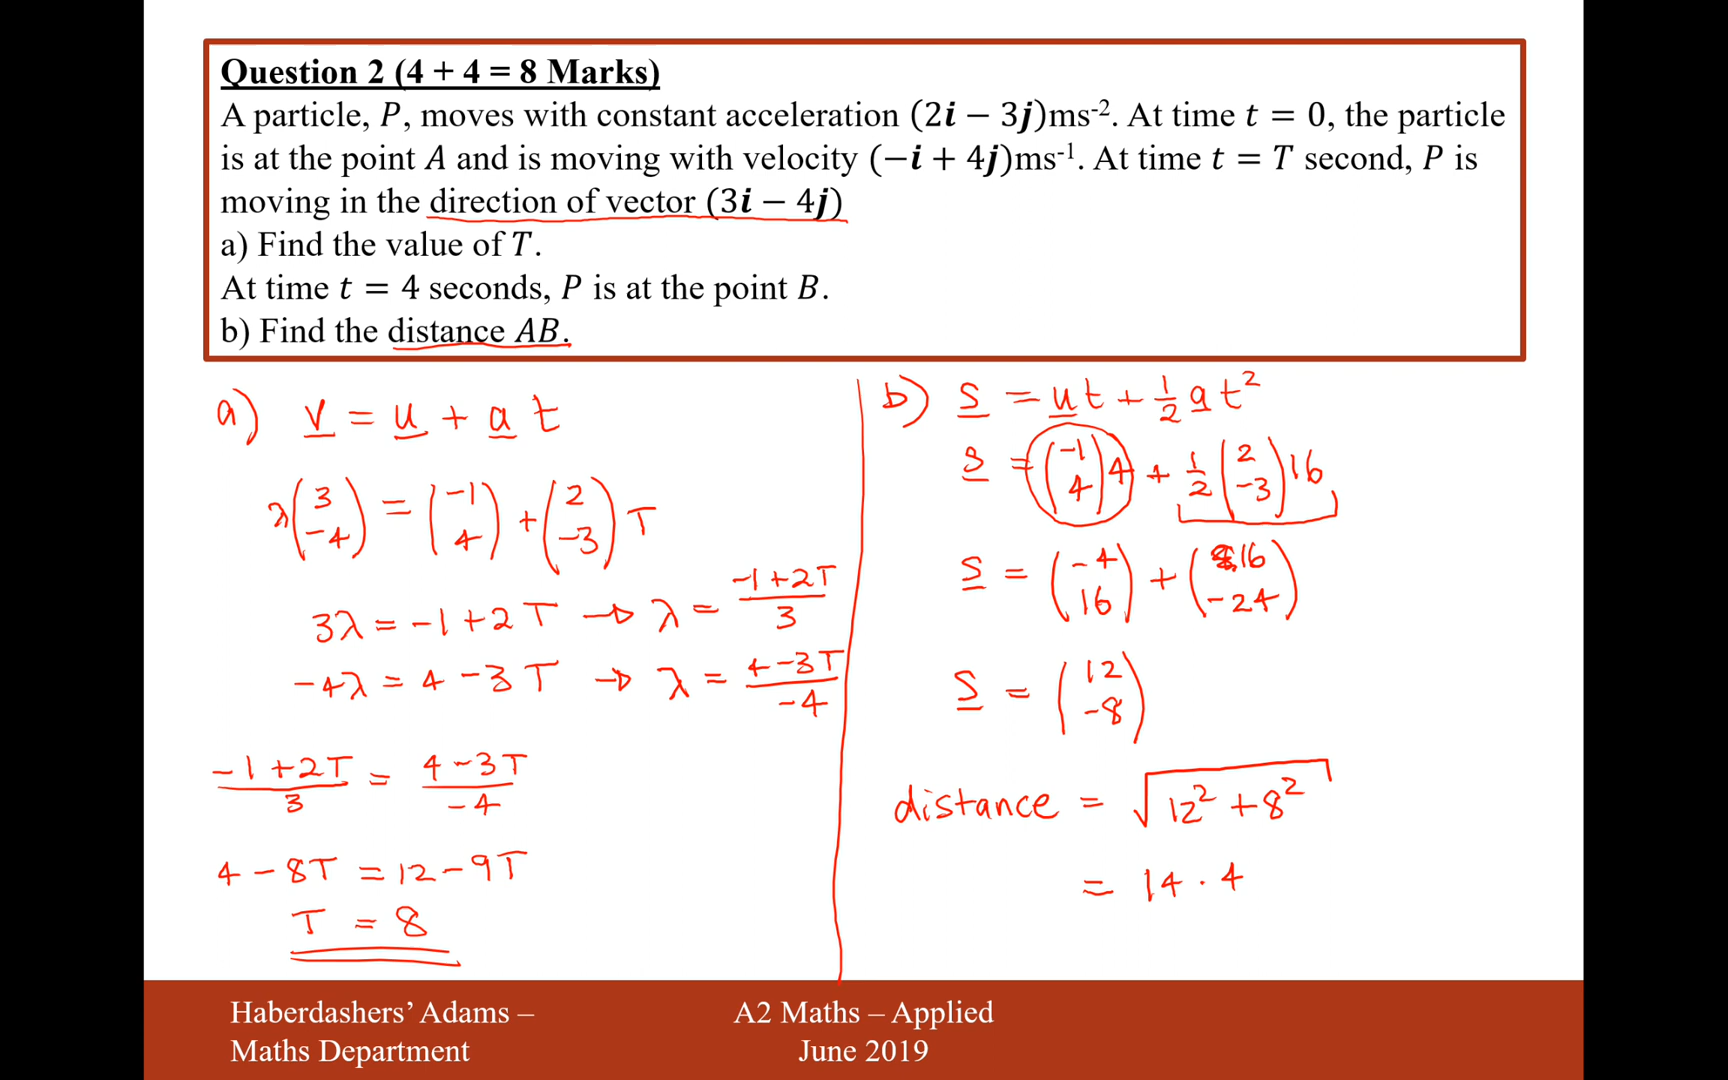 Question 2 (4 + 4 = 8 Marks)
A particle, P, moves with constant acceleration (2i − 3j)ms⁻². At time t = 0, the particle
is at the point A and is moving with velocity (−i + 4j)ms⁻¹. At time t = T second, P is
moving in the direction of vector (3i − 4j)
a) Find the value of T.
At time t = 4 seconds, P is at the point B.
b) Find the distance AB.
a) v = u + a t
λ(3 −4) = (−1 4) + (2 −3) T
3λ = −1 + 2T → λ = (−1+2T)/3
−4λ = 4 − 3T → λ = (4−3T)/−4
(−1+2T)/3 = (4−3T)/−4
4 − 8T = 12 − 9T
T = 8
b) s = ut + ½at²
s = (−1 4)4 + ½(2 −3)16
s = (−4 16) + (16 −24)
s = (12 −8)
distance = √(12² + 8²)
= 14.4
Haberdashers’ Adams –
Maths Department
A2 Maths – Applied
June 2019